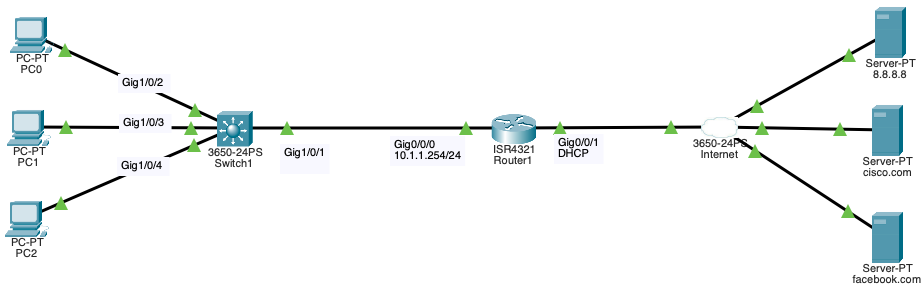 PC-PT
PC0
Gig1/0/2
PC-PT
PC1
Gig1/0/3
PC-PT
PC2
Gig1/0/4
3650-24PS
Switch1
Gig1/0/1
Gig0/0/0
10.1.1.254/24
ISR4321
Router1
Gig0/0/1
DHCP
3650-24PS
Internet
Server-PT
8.8.8.8
Server-PT
cisco.com
Server-PT
facebook.com